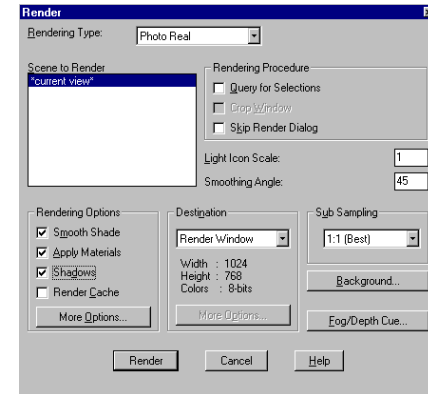 Render
Rendering Type: Photo Real
Scene to Render
*current view*
Rendering Procedure
Query for Selections
Crop Window
Skip Render Dialog
Light Icon Scale: 1
Smoothing Angle: 45
Rendering Options
Smooth Shade
Apply Materials
Shadows
Render Cache
More Options...
Destination
Render Window
Width : 1024
Height : 768
Colors : 8-bits
More Options...
Sub Sampling
1:1 (Best)
Background...
Fog/Depth Cue...
Render Cancel Help